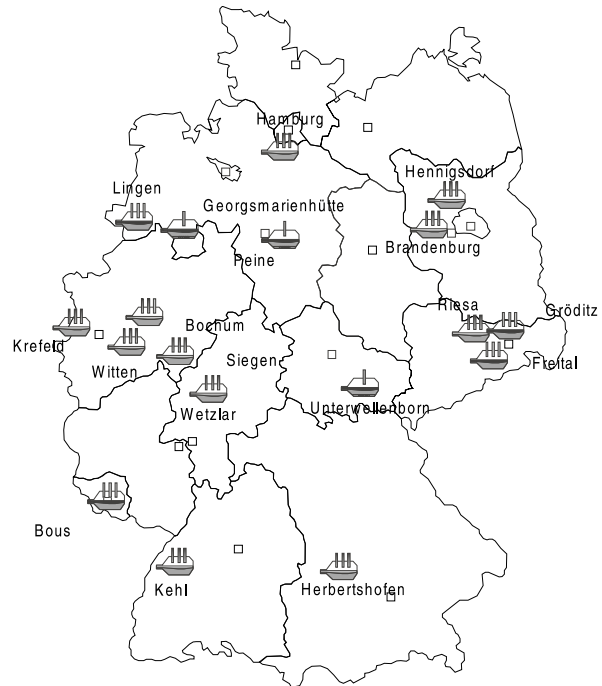 Hamburg
Hennigsdorf
Lingen
Georgsmarienhütte
Brandenburg
Peine
Riesa
Gröditz
Krefeld
Bochum
Siegen
Witten
Freital
Wetzlar
Unterwellenborn
Bous
Kehl
Herbertshofen